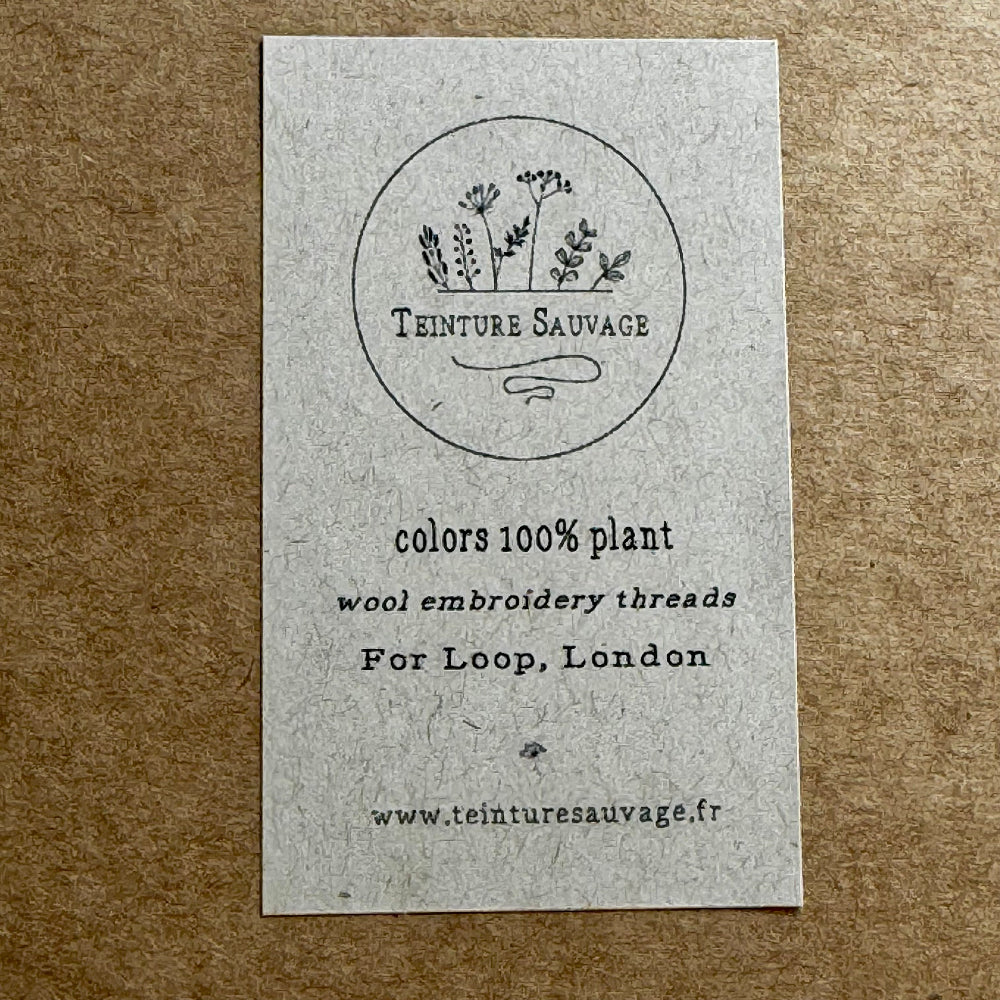 TEINTURE SAUVAGE
colors 100% plant
wool embroidery threads
For Loop, London
www.teinturesauvage.fr